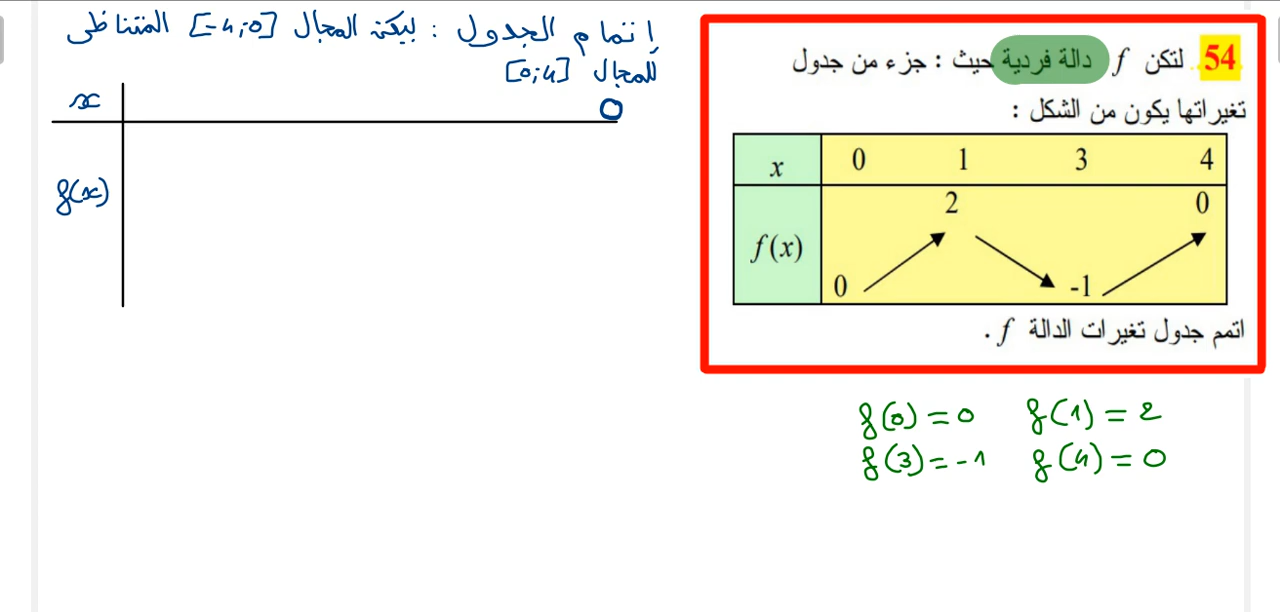 إتمام الجدول : ليكن المجال [-4;0] المتناظر
للمجال [0;4]
x 0
f(x)
54 لتكن f دالة فردية حيث : جزء من جدول
تغيراتها يكون من الشكل :
x 0 1 3 4
2 0
f(x)
0 -1
اتمم جدول تغيرات الدالة f .
f(0)=0 f(1)=2
f(3)=-1 f(4)=0